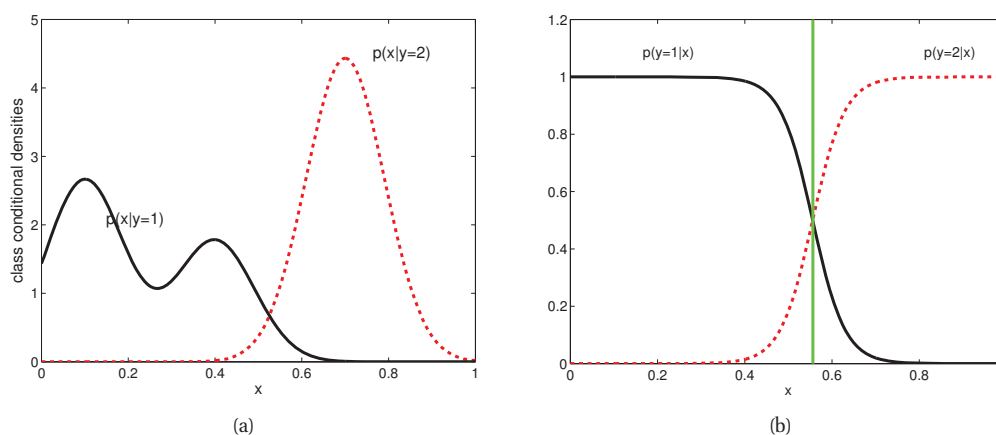 5
4
3
2
1
0
class conditional densities
p(x|y=2)
p(x|y=1)
0 0.2 0.4 0.6 0.8 1
x
(a)
1.2
1
0.8
0.6
0.4
0.2
0
p(y=1|x) p(y=2|x)
0 0.2 0.4 0.6 0.8
x
(b)